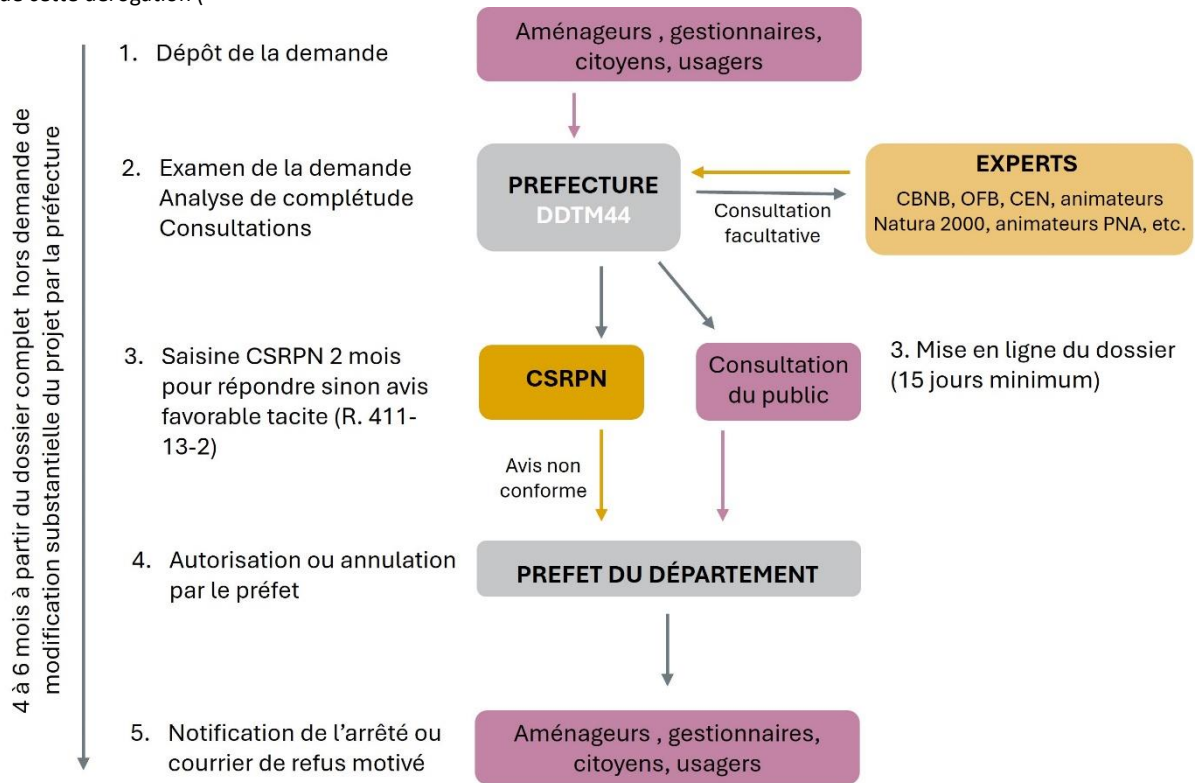 de cette dérogation (
4 à 6 mois à partir du dossier complet hors demande de
modification substantielle du projet par la préfecture
1. Dépôt de la demande
Aménageurs , gestionnaires,
citoyens, usagers
2. Examen de la demande
Analyse de complétude
Consultations
PREFECTURE
DDTM44
Consultation
facultative
EXPERTS
CBNB, OFB, CEN, animateurs
Natura 2000, animateurs PNA, etc.
3. Saisine CSRPN 2 mois
pour répondre sinon avis
favorable tacite (R. 411-
13-2)
CSRPN
Consultation
du public
3. Mise en ligne du dossier
(15 jours minimum)
Avis non
conforme
4. Autorisation ou annulation
par le préfet
PREFET DU DÉPARTEMENT
5. Notification de l'arrêté ou
courrier de refus motivé
Aménageurs , gestionnaires,
citoyens, usagers